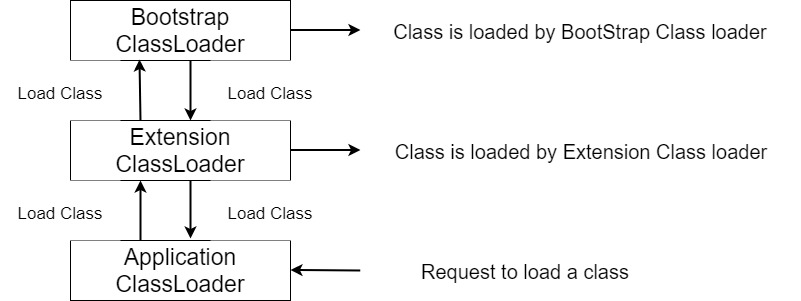 Bootstrap
ClassLoader
Class is loaded by BootStrap Class loader
Load Class
Load Class
Extension
ClassLoader
Class is loaded by Extension Class loader
Load Class
Load Class
Application
ClassLoader
Request to load a class